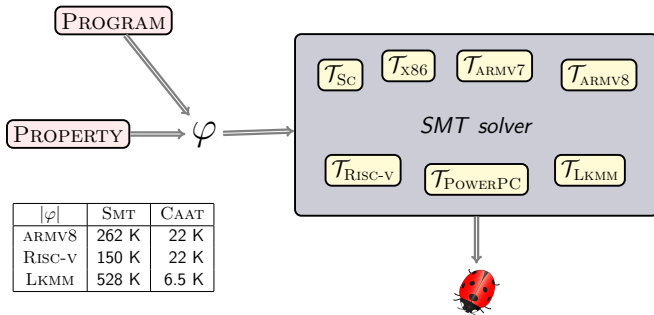 PROGRAM
PROPERTY
φ
T_SC
T_X86
T_ARMV7
T_ARMV8
SMT solver
T_RISC-V
T_POWERPC
T_LKMM
|φ| SMT CAAT
ARMV8 262 K 22 K
RISC-V 150 K 22 K
LKMM 528 K 6.5 K